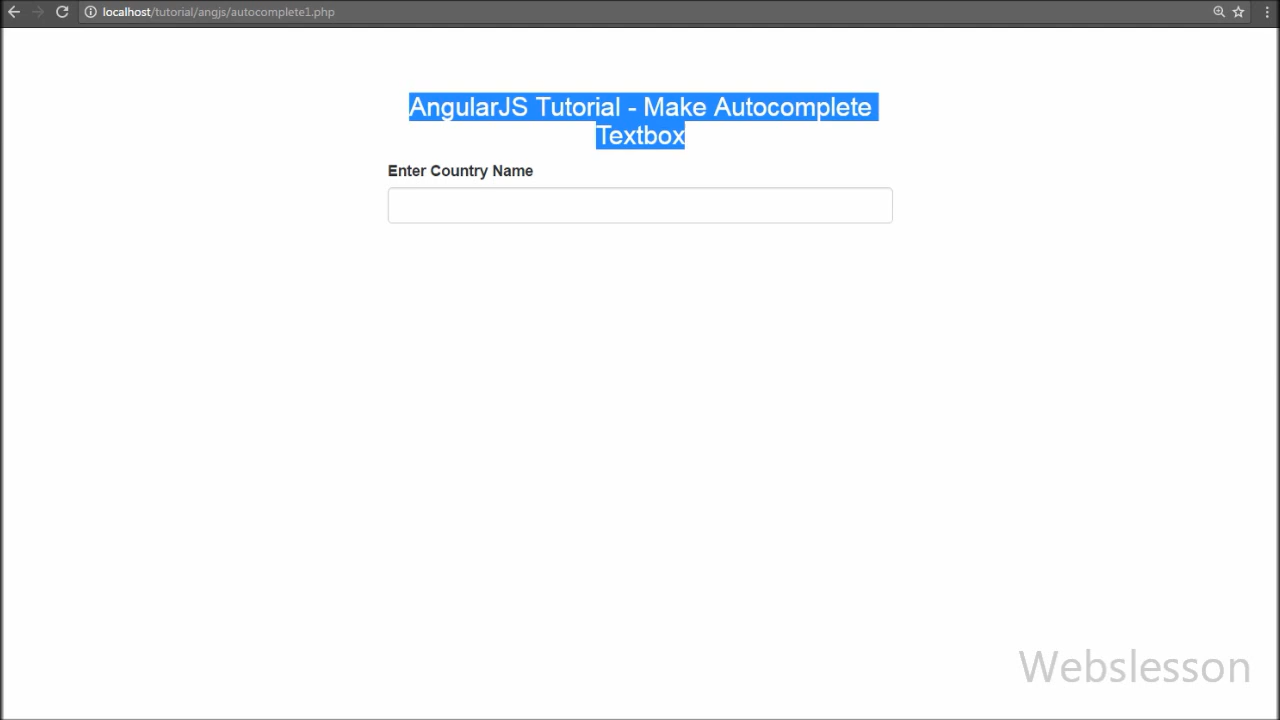 localhost/tutorial/angjs/autocomplete1.php
AngularJS Tutorial - Make Autocomplete
Textbox
Enter Country Name
Webslesson